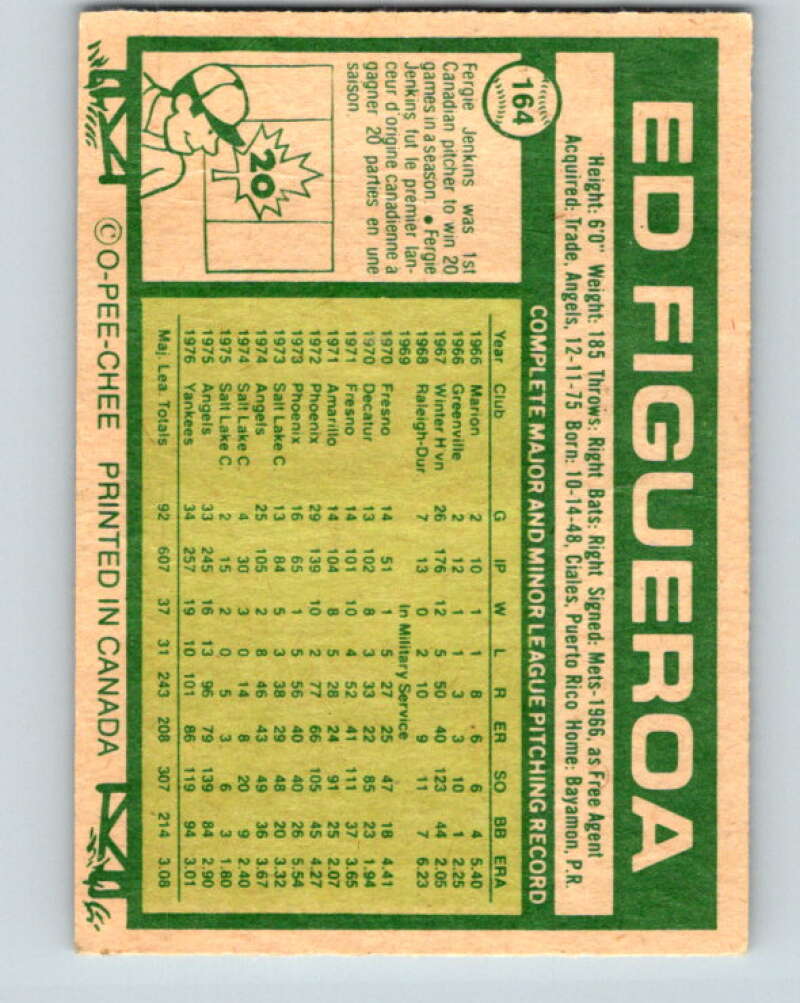 164
ED FIGUEROA
Height: 6'0" Weight: 185 Throws: Right Bats: Right Signed: Mets-1966, as Free Agent
Acquired: Trade, Angels, 12-11-75 Born: 10-14-48, Ciales, Puerto Rico Home: Bayamon, P.R.
COMPLETE MAJOR AND MINOR LEAGUE PITCHING RECORD
Fergie Jenkins was 1st
Canadian pitcher to win 20
games in a season. • Fergie
Jenkins fut le premier lan-
ceur d'origine canadienne à
gagner 20 parties en une
saison.
20
Year Club G IP W L R ER SO BB ERA
1966 Marion 2 10 1 1 8 6 6 4 5.40
1966 Greenville 2 12 1 1 3 3 10 1 2.25
1967 Winter Hvn 26 176 12 5 50 40 123 44 2.05
1968 Raleigh-Dur 7 13 0 2 10 9 11 7 6.23
1969 In Military Service
1970 Fresno 14 51 1 5 27 25 47 18 4.41
1970 Decatur 13 102 8 3 33 22 85 23 1.94
1971 Fresno 14 101 10 4 52 41 111 37 3.65
1971 Amarillo 14 104 8 5 28 24 91 25 2.07
1972 Phoenix 29 139 10 2 77 66 105 45 4.27
1973 Phoenix 16 65 1 5 56 40 40 26 5.54
1973 Salt Lake C. 13 84 5 3 38 29 48 20 3.32
1974 Angels 25 105 2 8 46 43 49 36 3.67
1974 Salt Lake C. 4 30 3 0 14 8 20 9 2.40
1975 Salt Lake C. 2 15 2 0 5 3 6 3 1.80
1975 Angels 33 245 16 13 96 79 139 84 2.90
1976 Yankees 34 257 19 10 101 86 119 94 3.01
Maj. Lea. Totals 92 607 37 31 243 208 307 214 3.08
© O-PEE-CHEE PRINTED IN CANADA